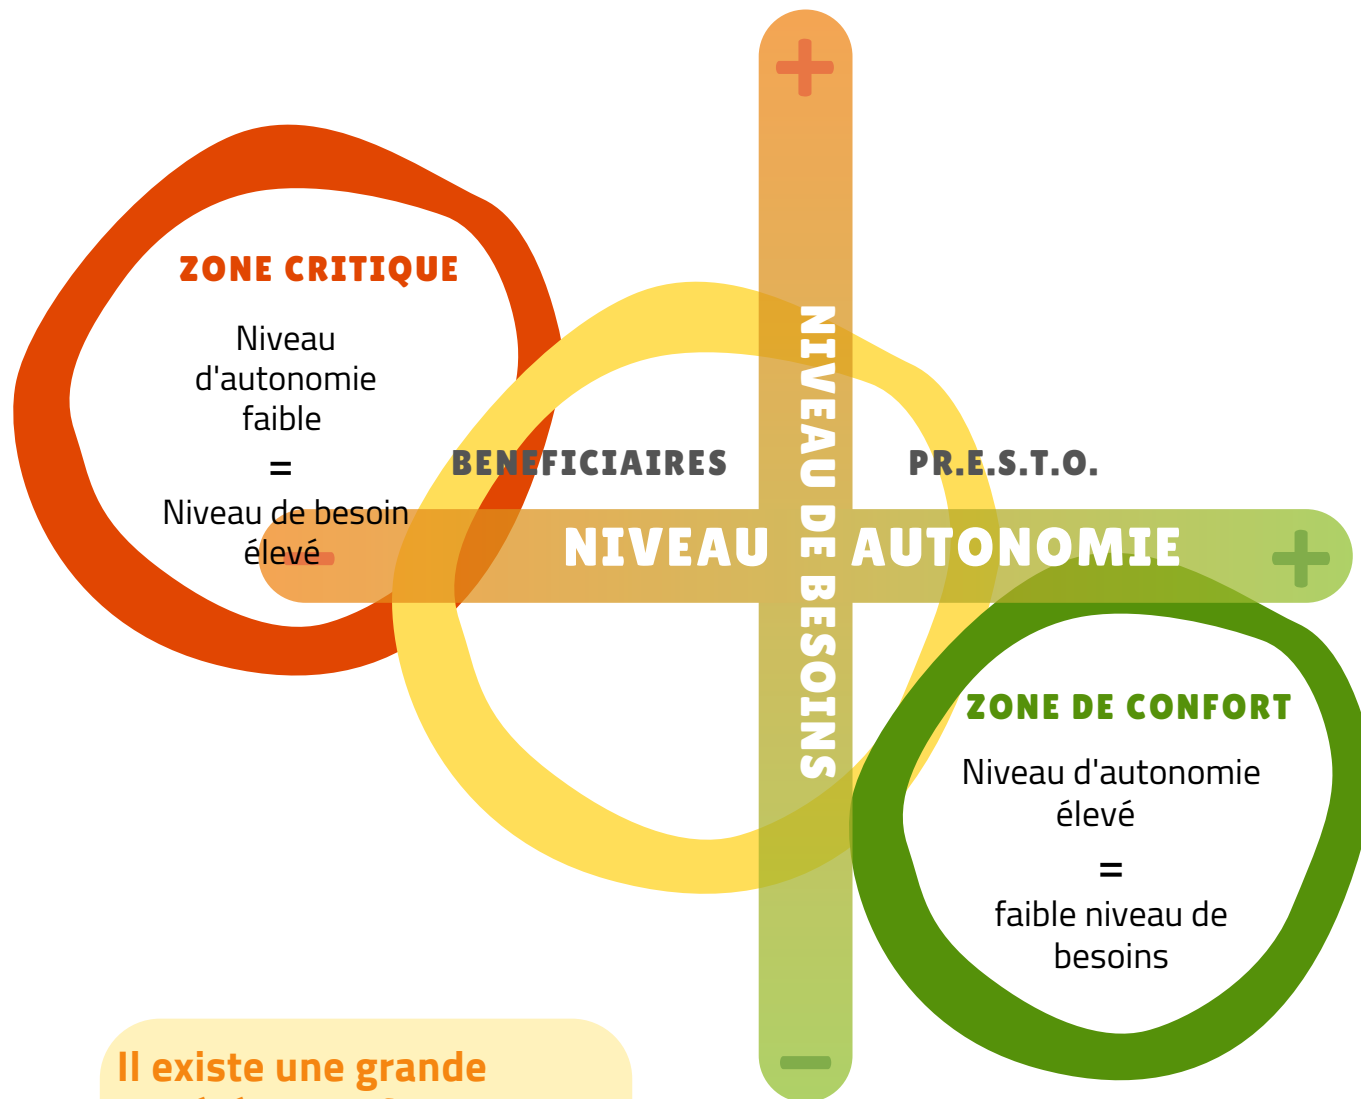 +
ZONE CRITIQUE
Niveau
d'autonomie
faible
=
Niveau de besoin
élevé
-
BENEFICIAIRES
PR.E.S.T.O.
NIVEAU AUTONOMIE
+
NIVEAU DE BESOINS
ZONE DE CONFORT
Niveau d'autonomie
élevé
=
faible niveau de
besoins
-
Il existe une grande